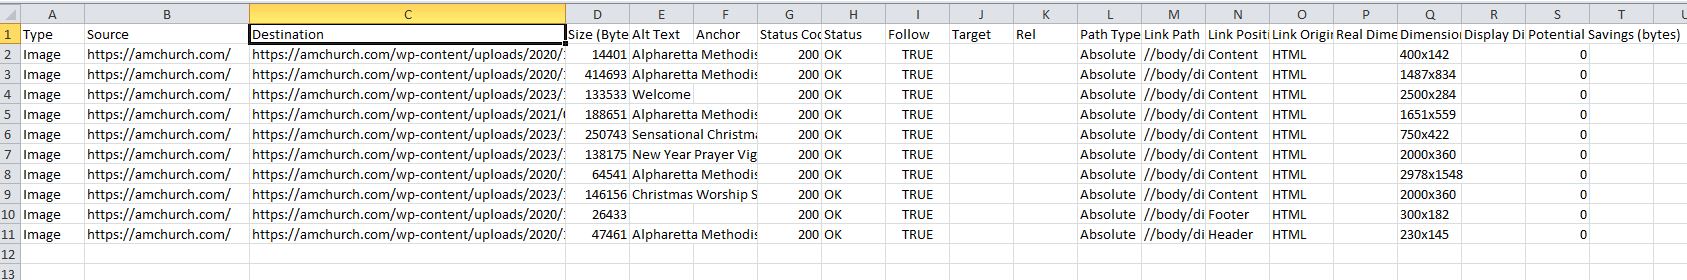 A B C D E F G H I J K L M N O P Q R S T U
1 Type Source Destination Size (Byte Alt Text Anchor Status Coc Status Follow Target Rel Path Type Link Path Link Positi Link Origin Real Dime Dimension Display Di Potential Savings (bytes)
2 Image https://amchurch.com/ https://amchurch.com/wp-content/uploads/2020/ 14401 Alpharetta Methodis 200 OK TRUE Absolute //body/di Content HTML 400x142 0
3 Image https://amchurch.com/ https://amchurch.com/wp-content/uploads/2020/ 414693 Alpharetta Methodis 200 OK TRUE Absolute //body/di Content HTML 1487x834 0
4 Image https://amchurch.com/ https://amchurch.com/wp-content/uploads/2023/ 133533 Welcome 200 OK TRUE Absolute //body/di Content HTML 2500x284 0
5 Image https://amchurch.com/ https://amchurch.com/wp-content/uploads/2021/ 188651 Alpharetta Methodis 200 OK TRUE Absolute //body/di Content HTML 1651x559 0
6 Image https://amchurch.com/ https://amchurch.com/wp-content/uploads/2023/ 250743 Sensational Christma 200 OK TRUE Absolute //body/di Content HTML 750x422 0
7 Image https://amchurch.com/ https://amchurch.com/wp-content/uploads/2023/ 138175 New Year Prayer Vig 200 OK TRUE Absolute //body/di Content HTML 2000x360 0
8 Image https://amchurch.com/ https://amchurch.com/wp-content/uploads/2020/ 64541 Alpharetta Methodis 200 OK TRUE Absolute //body/di Content HTML 2978x1548 0
9 Image https://amchurch.com/ https://amchurch.com/wp-content/uploads/2023/ 146156 Christmas Worship S 200 OK TRUE Absolute //body/di Content HTML 2000x360 0
10 Image https://amchurch.com/ https://amchurch.com/wp-content/uploads/2020/ 26433 200 OK TRUE Absolute //body/di Footer HTML 300x182 0
11 Image https://amchurch.com/ https://amchurch.com/wp-content/uploads/2020/ 47461 Alpharetta Methodis 200 OK TRUE Absolute //body/di Header HTML 230x145 0
12
13